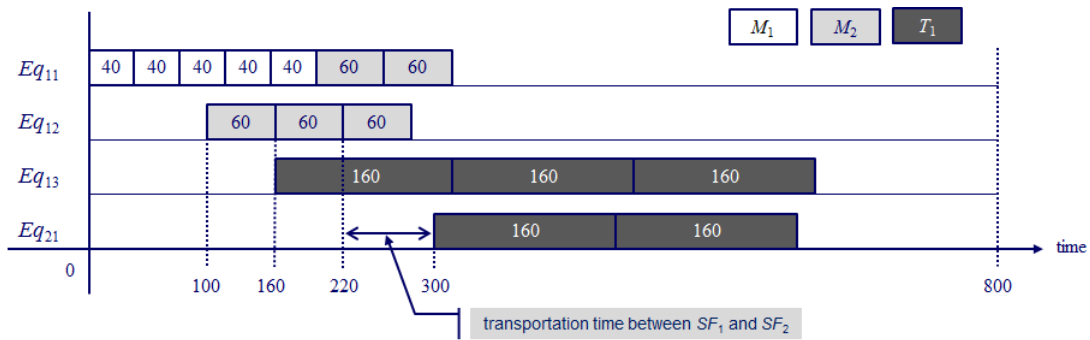 M1 M2 T1
Eq11 40 40 40 40 40 60 60
Eq12 60 60 60
Eq13 160 160 160
Eq21 160 160
time
0 100 160 220 300 800
transportation time between SF1 and SF2